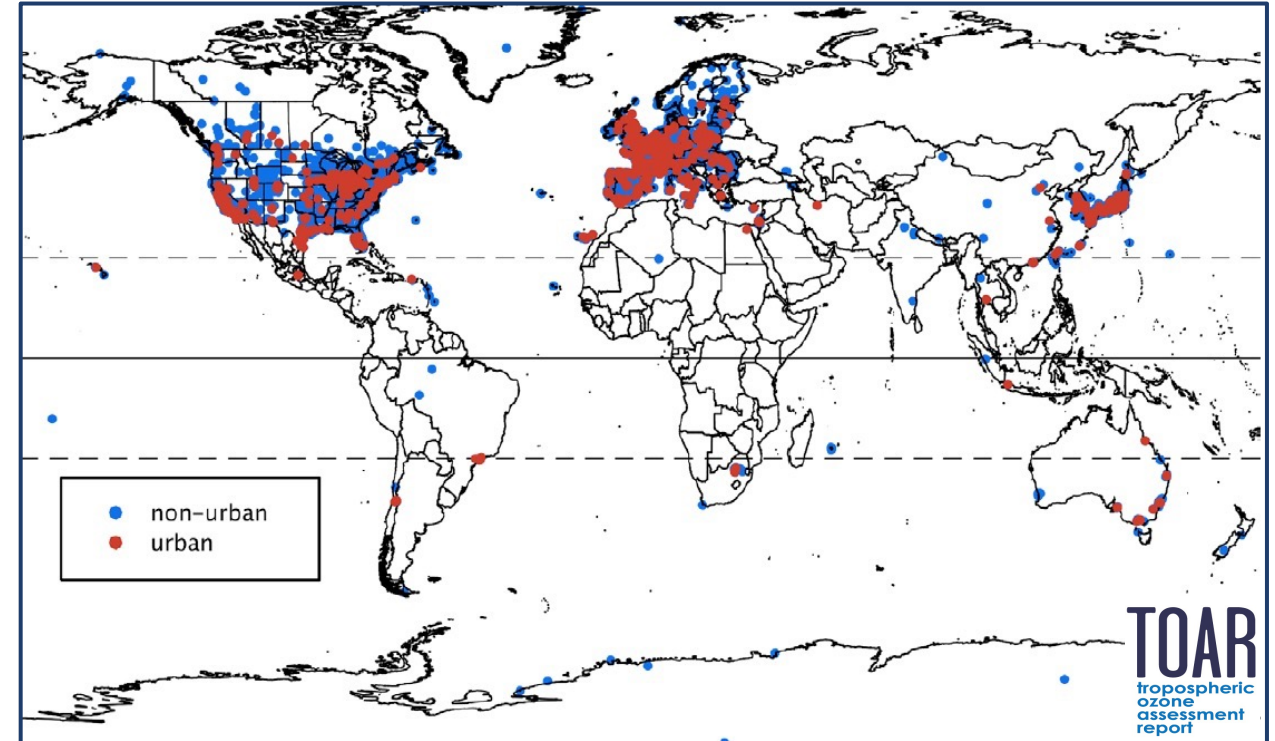 non-urban
urban
TOAR
tropospheric
ozone
assessment
report